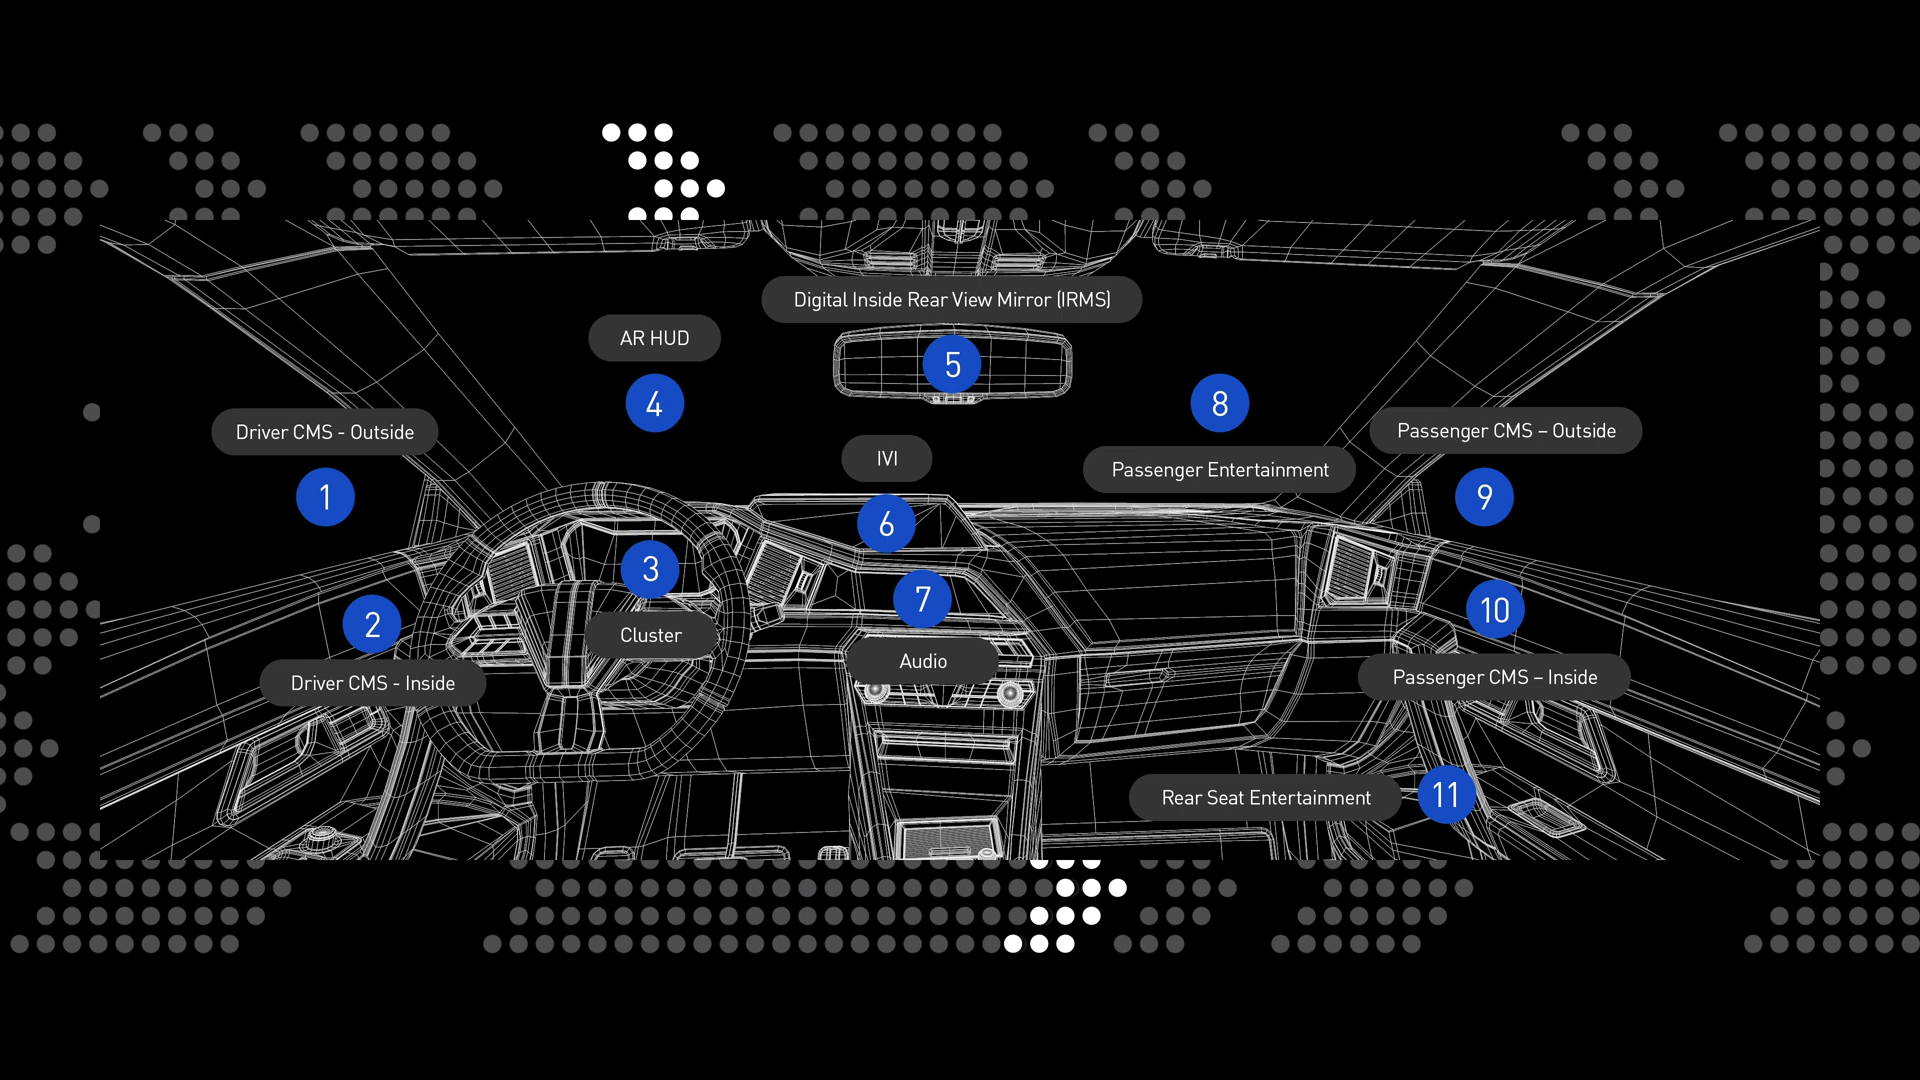 Digital Inside Rear View Mirror (IRMS)
5
AR HUD
4
8
Driver CMS - Outside
1
Passenger CMS – Outside
9
IVI
6
Passenger Entertainment
3
Cluster
7
Audio
2
Driver CMS - Inside
10
Passenger CMS – Inside
Rear Seat Entertainment
11